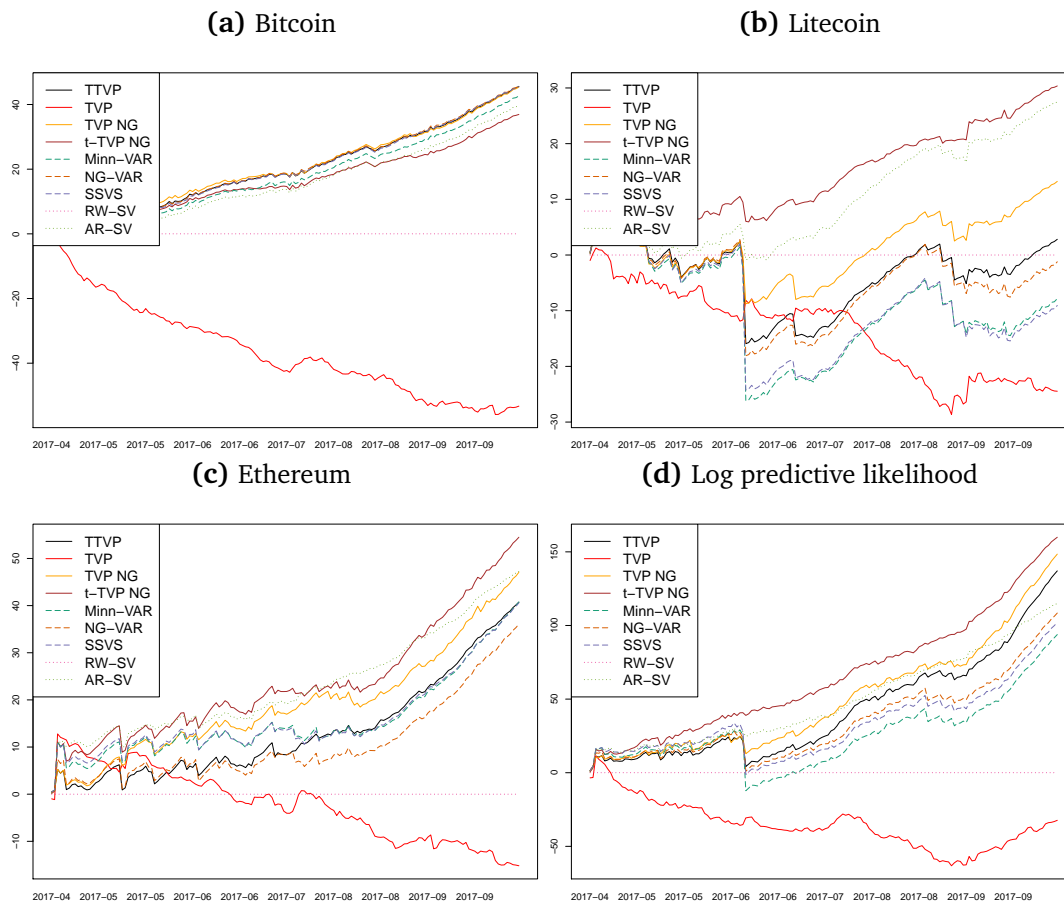 (a) Bitcoin
40
20
0
−20
−40
TTVP
TVP
TVP NG
t−TVP NG
Minn−VAR
NG−VAR
SSVS
RW−SV
AR−SV
2017−04 2017−05 2017−05 2017−06 2017−06 2017−07 2017−08 2017−08 2017−09 2017−09
(b) Litecoin
30
20
10
0
−10
−20
−30
TTVP
TVP
TVP NG
t−TVP NG
Minn−VAR
NG−VAR
SSVS
RW−SV
AR−SV
2017−04 2017−05 2017−05 2017−06 2017−06 2017−07 2017−08 2017−08 2017−09 2017−09
(c) Ethereum
50
40
30
20
10
0
−10
TTVP
TVP
TVP NG
t−TVP NG
Minn−VAR
NG−VAR
SSVS
RW−SV
AR−SV
2017−04 2017−05 2017−05 2017−06 2017−06 2017−07 2017−08 2017−08 2017−09 2017−09
(d) Log predictive likelihood
150
100
50
0
−50
TTVP
TVP
TVP NG
t−TVP NG
Minn−VAR
NG−VAR
SSVS
RW−SV
AR−SV
2017−04 2017−05 2017−05 2017−06 2017−06 2017−07 2017−08 2017−08 2017−09 2017−09